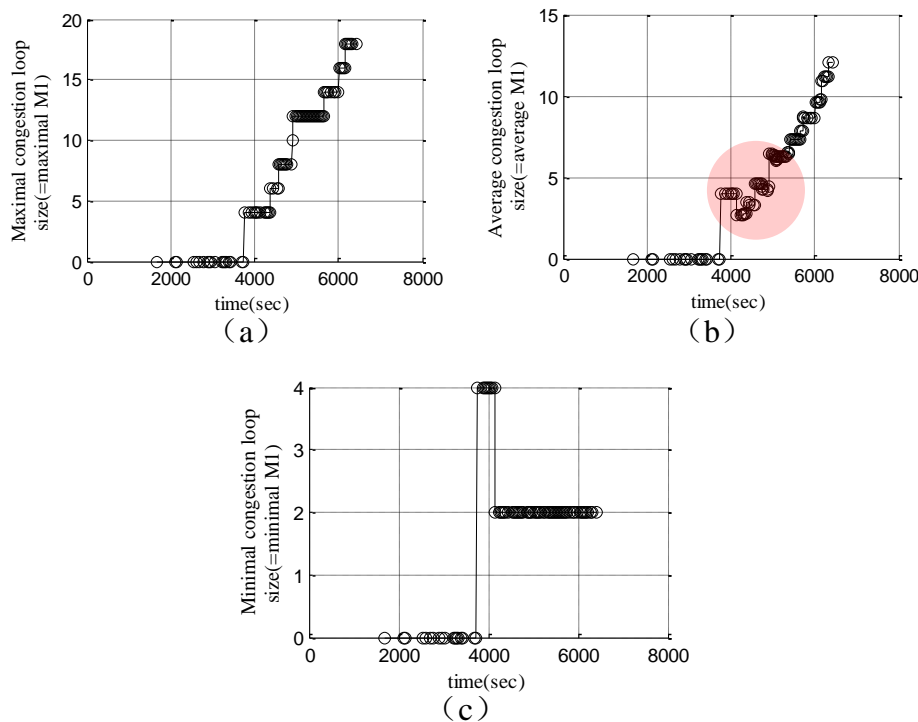 20
15
10
5
0
0
2000
4000
6000
8000
Maximal congestion loop
size(=maximal M1)
time(sec)
（a）
15
10
5
0
0
2000
4000
6000
8000
Average congestion loop
size(=average M1)
time(sec)
（b）
4
3
2
1
0
0
2000
4000
6000
8000
Minimal congestion loop
size(=minimal M1)
time(sec)
（c）